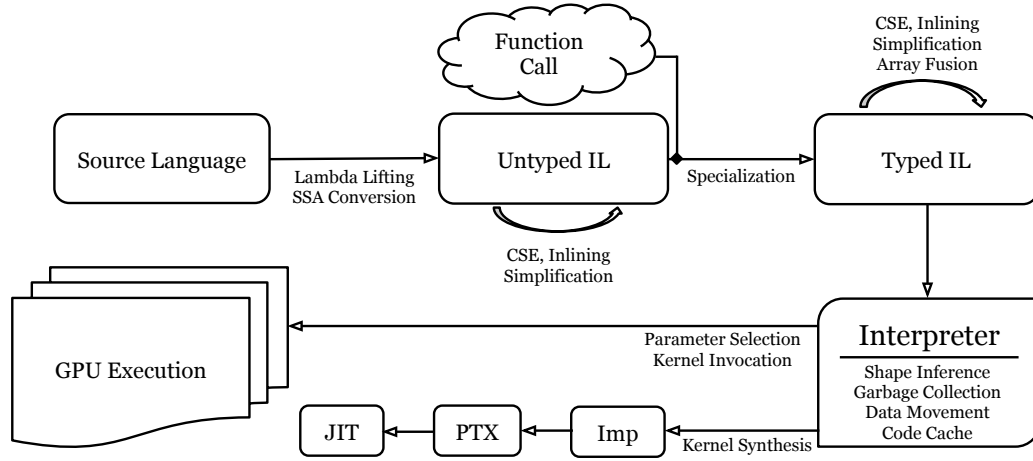 Function
Call
CSE, Inlining
Simplification
Array Fusion
Source Language
Lambda Lifting
SSA Conversion
Untyped IL
Specialization
Typed IL
CSE, Inlining
Simplification
GPU Execution
Parameter Selection
Kernel Invocation
Interpreter
Shape Inference
Garbage Collection
Data Movement
Code Cache
JIT
PTX
Imp
Kernel Synthesis